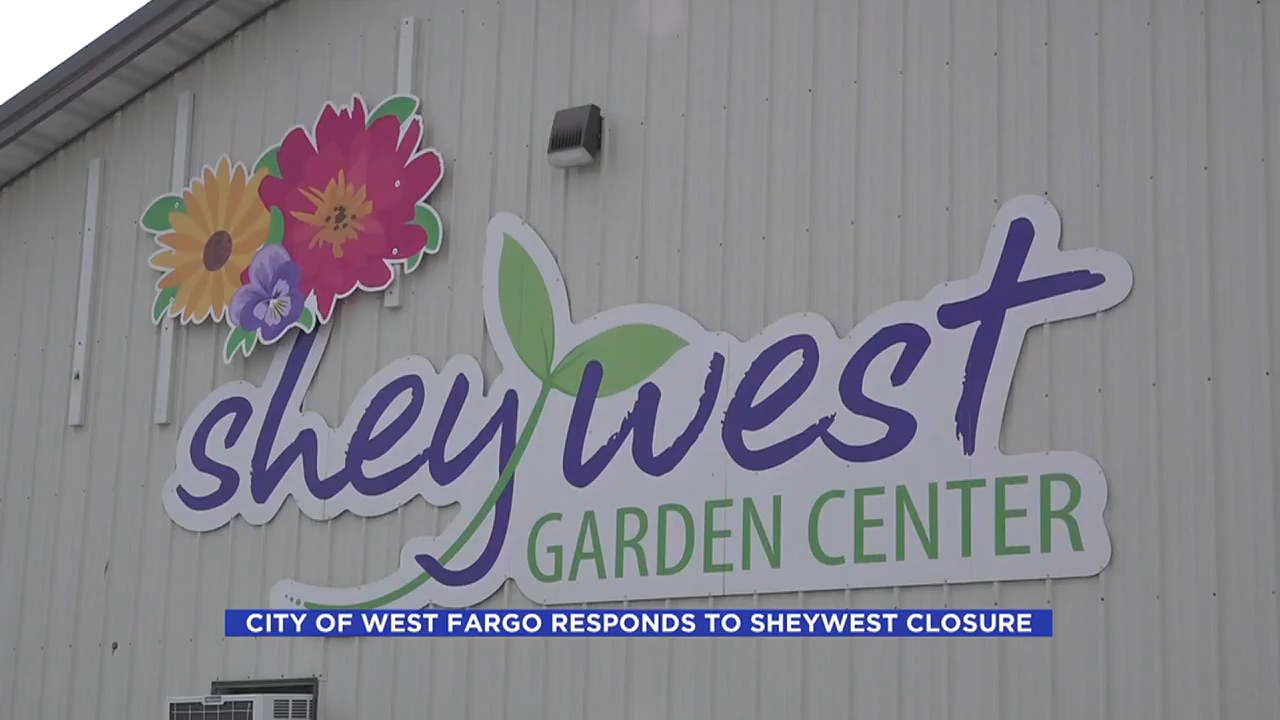 sheywest
GARDEN CENTER
CITY OF WEST FARGO RESPONDS TO SHEYWEST CLOSURE